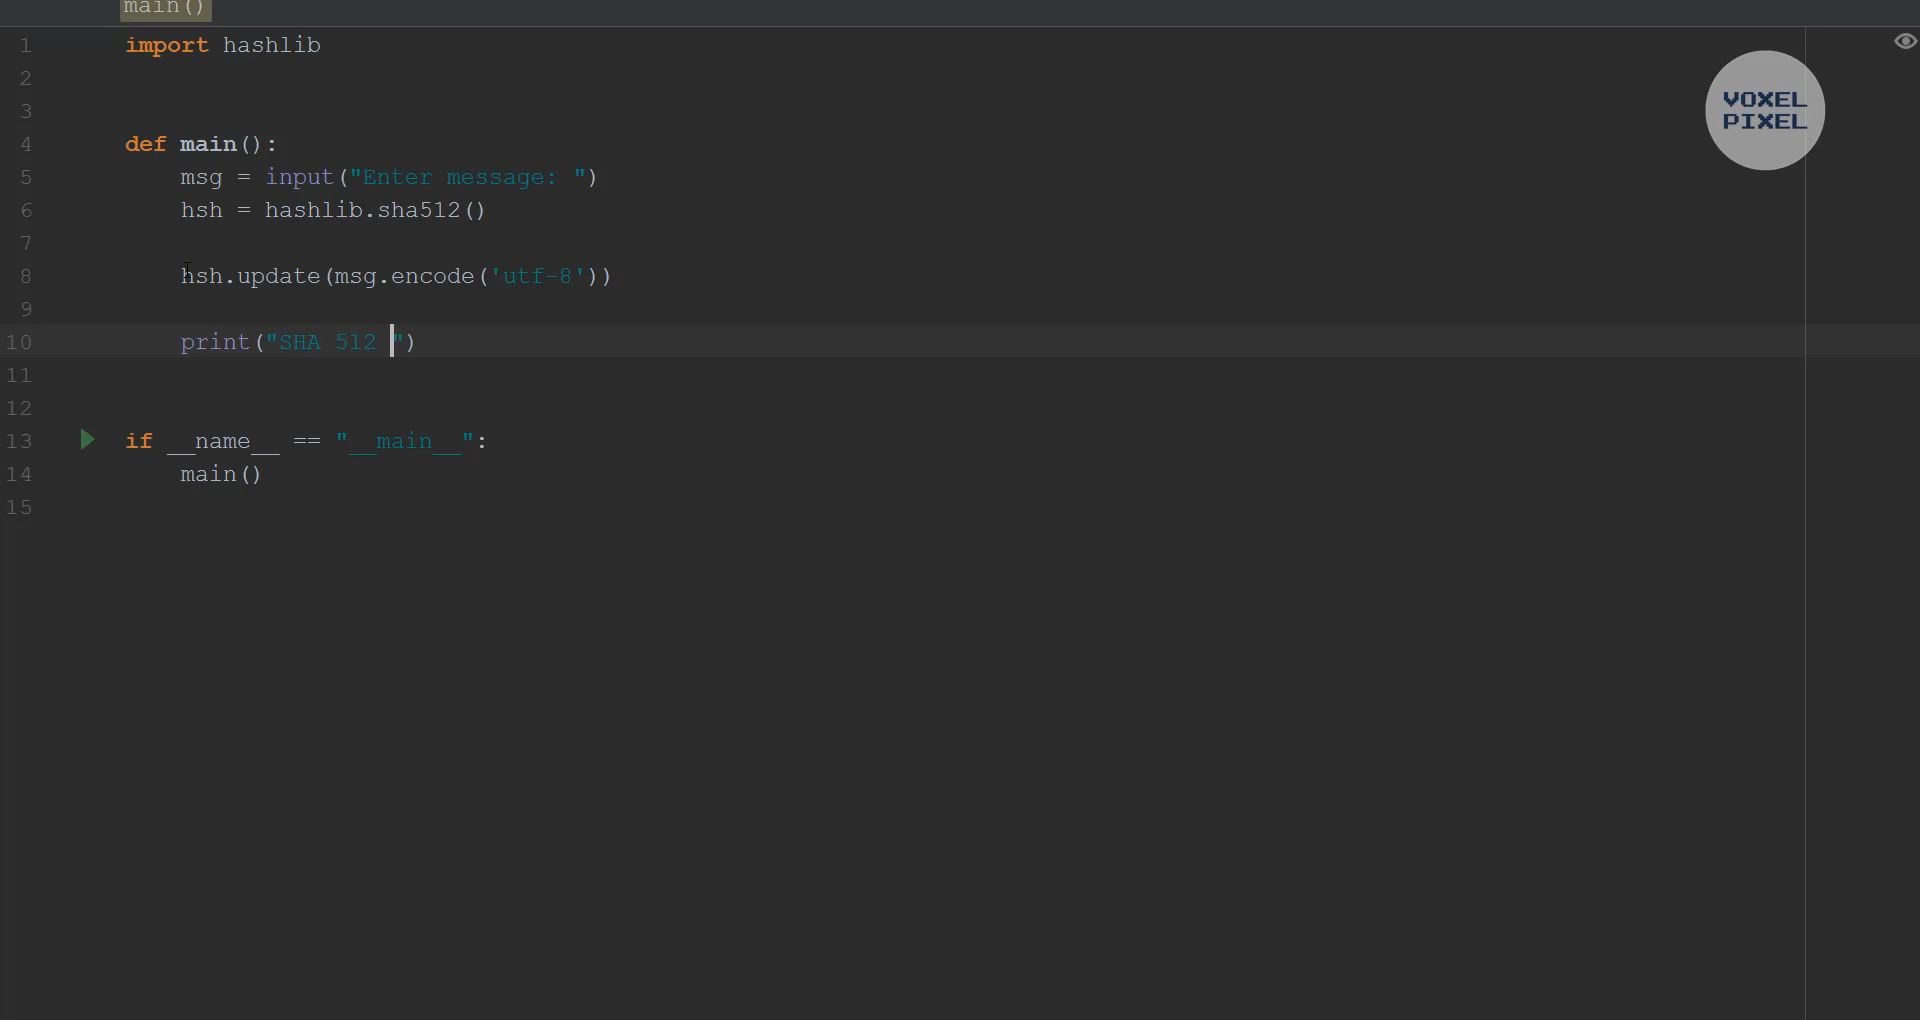 main()
1 import hashlib
2
3
4 def main():
5 msg = input("Enter message: ")
6 hsh = hashlib.sha512()
7
8 hsh.update(msg.encode('utf-8'))
9
10 print("SHA 512 ")
11
12
13 if __name__ == "__main__":
14 main()
15
VOXEL
PIXEL